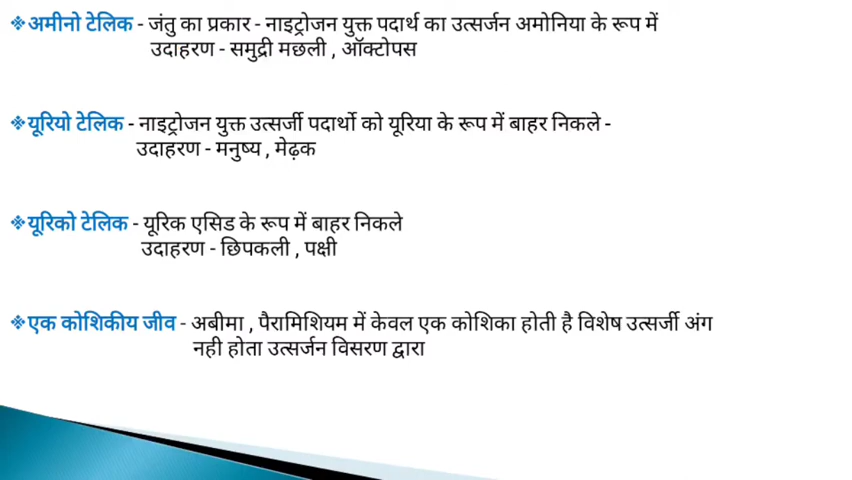 ❖अमीनो टेलिक - जंतु का प्रकार - नाइट्रोजन युक्त पदार्थ का उत्सर्जन अमोनिया के रूप में
उदाहरण - समुद्री मछली , ऑक्टोपस
❖यूरियो टेलिक - नाइट्रोजन युक्त उत्सर्जी पदार्थो को यूरिया के रूप में बाहर निकले -
उदाहरण - मनुष्य , मेढ़क
❖यूरिको टेलिक - यूरिक एसिड के रूप में बाहर निकले
उदाहरण - छिपकली , पक्षी
❖एक कोशिकीय जीव - अबीमा , पैरामिशियम में केवल एक कोशिका होती है विशेष उत्सर्जी अंग
नही होता उत्सर्जन विसरण द्वारा